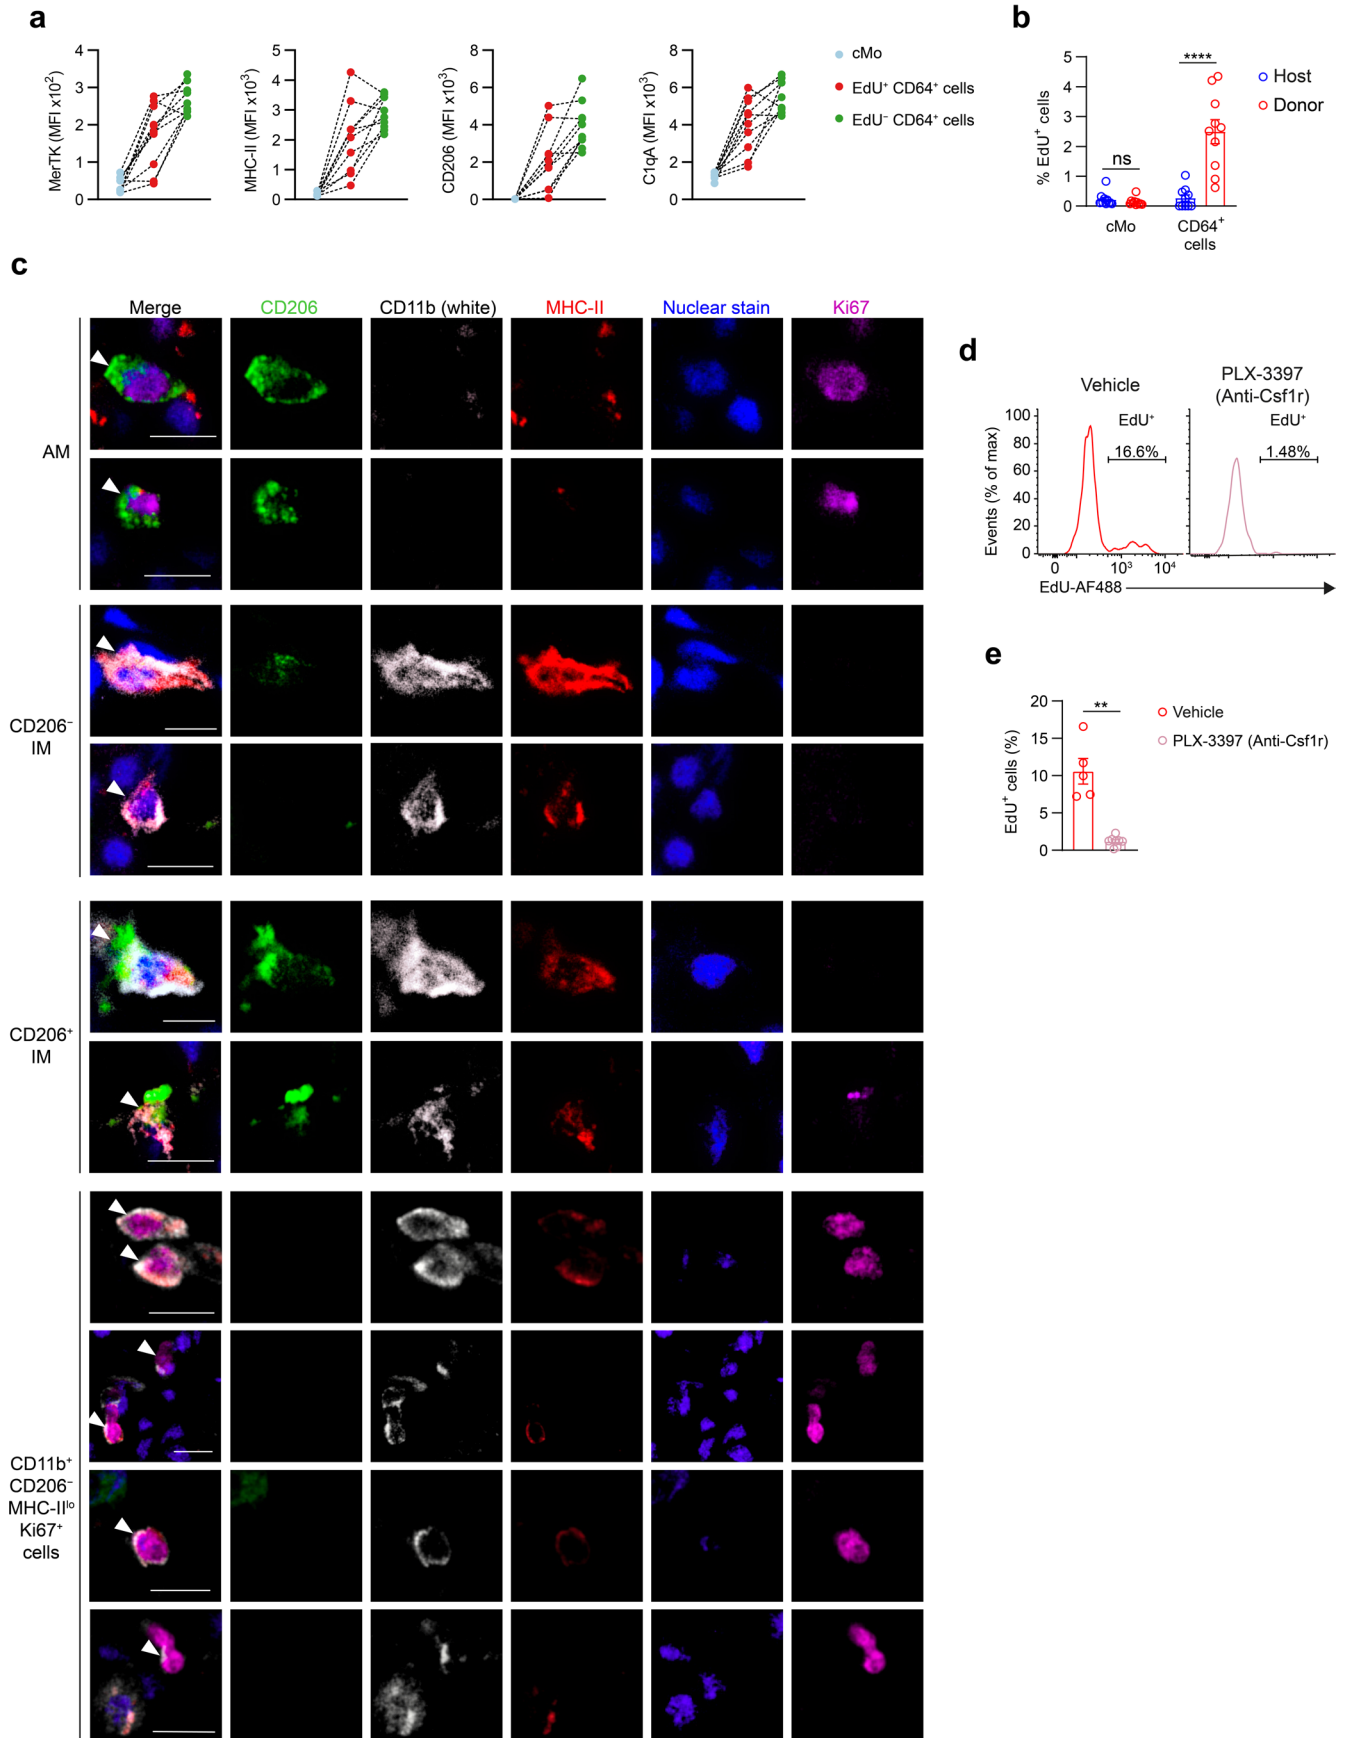 a
MerTK (MFI x10²)
4
3
2
1
0
MHC-II (MFI x10³)
5
4
3
2
1
0
CD206 (MFI x10³)
8
6
4
2
0
C1qA (MFI x10³)
8
6
4
2
0
cMo
EdU⁺ CD64⁺ cells
EdU⁻ CD64⁺ cells
b
% EdU⁺ cells
5
4
3
2
1
0
ns
****
cMo
CD64⁺
cells
Host
Donor
c
Merge
CD206
CD11b (white)
MHC-II
Nuclear stain
Ki67
AM
CD206⁻
IM
CD206⁺
IM
CD11b⁺
CD206⁻
MHC-IIˡᵒ
Ki67⁺
cells
d
Vehicle
PLX-3397
(Anti-Csf1r)
Events (% of max)
100
80
60
40
20
0
EdU⁺
16.6%
EdU⁺
1.48%
0
10³
10⁴
EdU-AF488
e
EdU⁺ cells (%)
20
15
10
5
0
**
Vehicle
PLX-3397 (Anti-Csf1r)